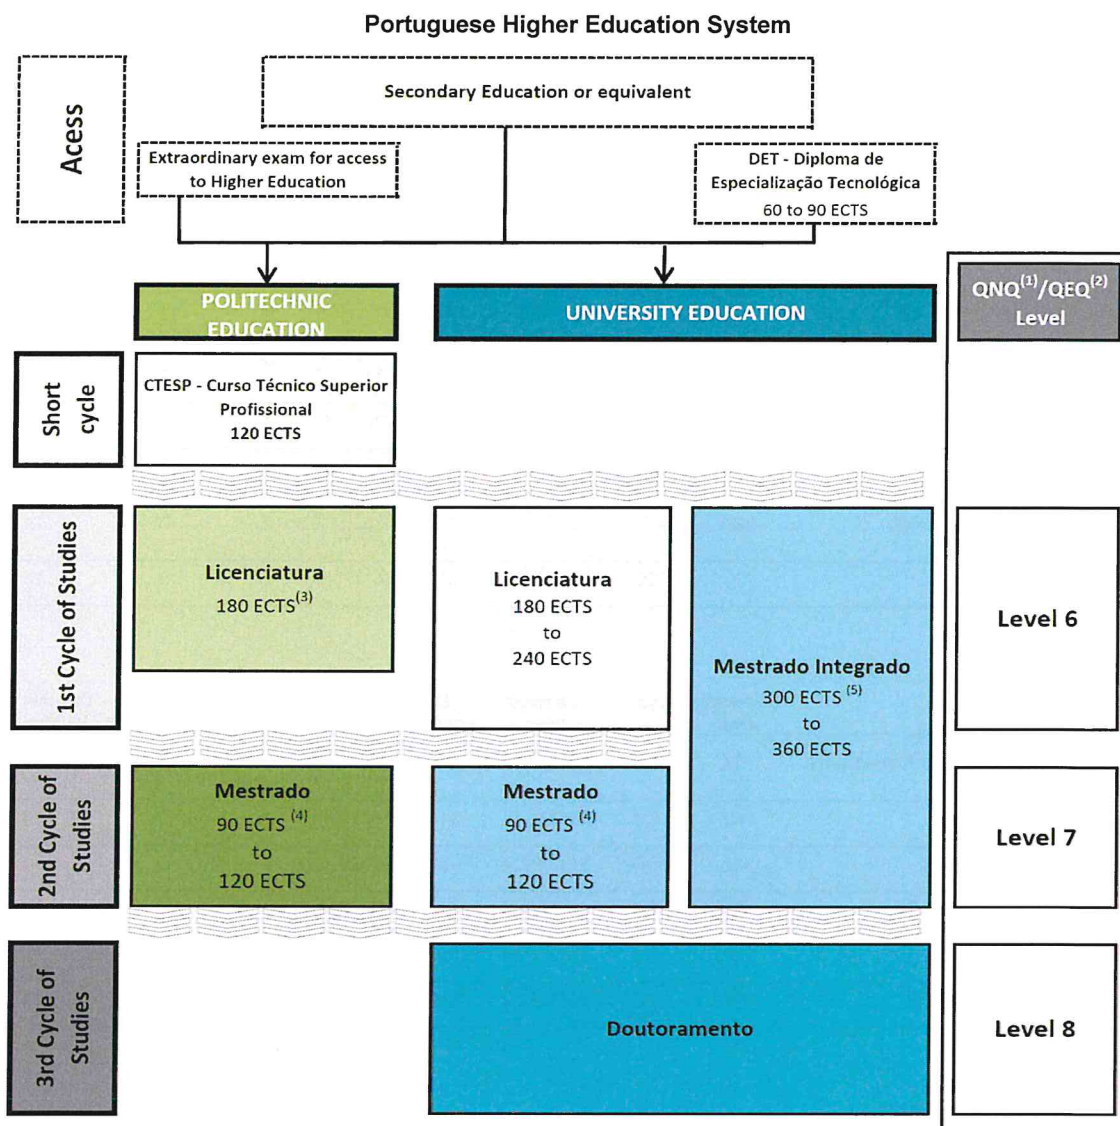 Portuguese Higher Education System
Acess
Secondary Education or equivalent
Extraordinary exam for access
to Higher Education
DET - Diploma de
Especialização Tecnológica
60 to 90 ECTS
POLITECHNIC
EDUCATION
UNIVERSITY EDUCATION
QNQ(1)/QEQ(2)
Level
Short
cycle
CTESP - Curso Técnico Superior
Profissional
120 ECTS
1st Cycle of Studies
Licenciatura
180 ECTS(3)
Licenciatura
180 ECTS
to
240 ECTS
Mestrado Integrado
300 ECTS (5)
to
360 ECTS
Level 6
2nd Cycle of
Studies
Mestrado
90 ECTS (4)
to
120 ECTS
Mestrado
90 ECTS (4)
to
120 ECTS
Level 7
3rd Cycle of
Studies
Doutoramento
Level 8